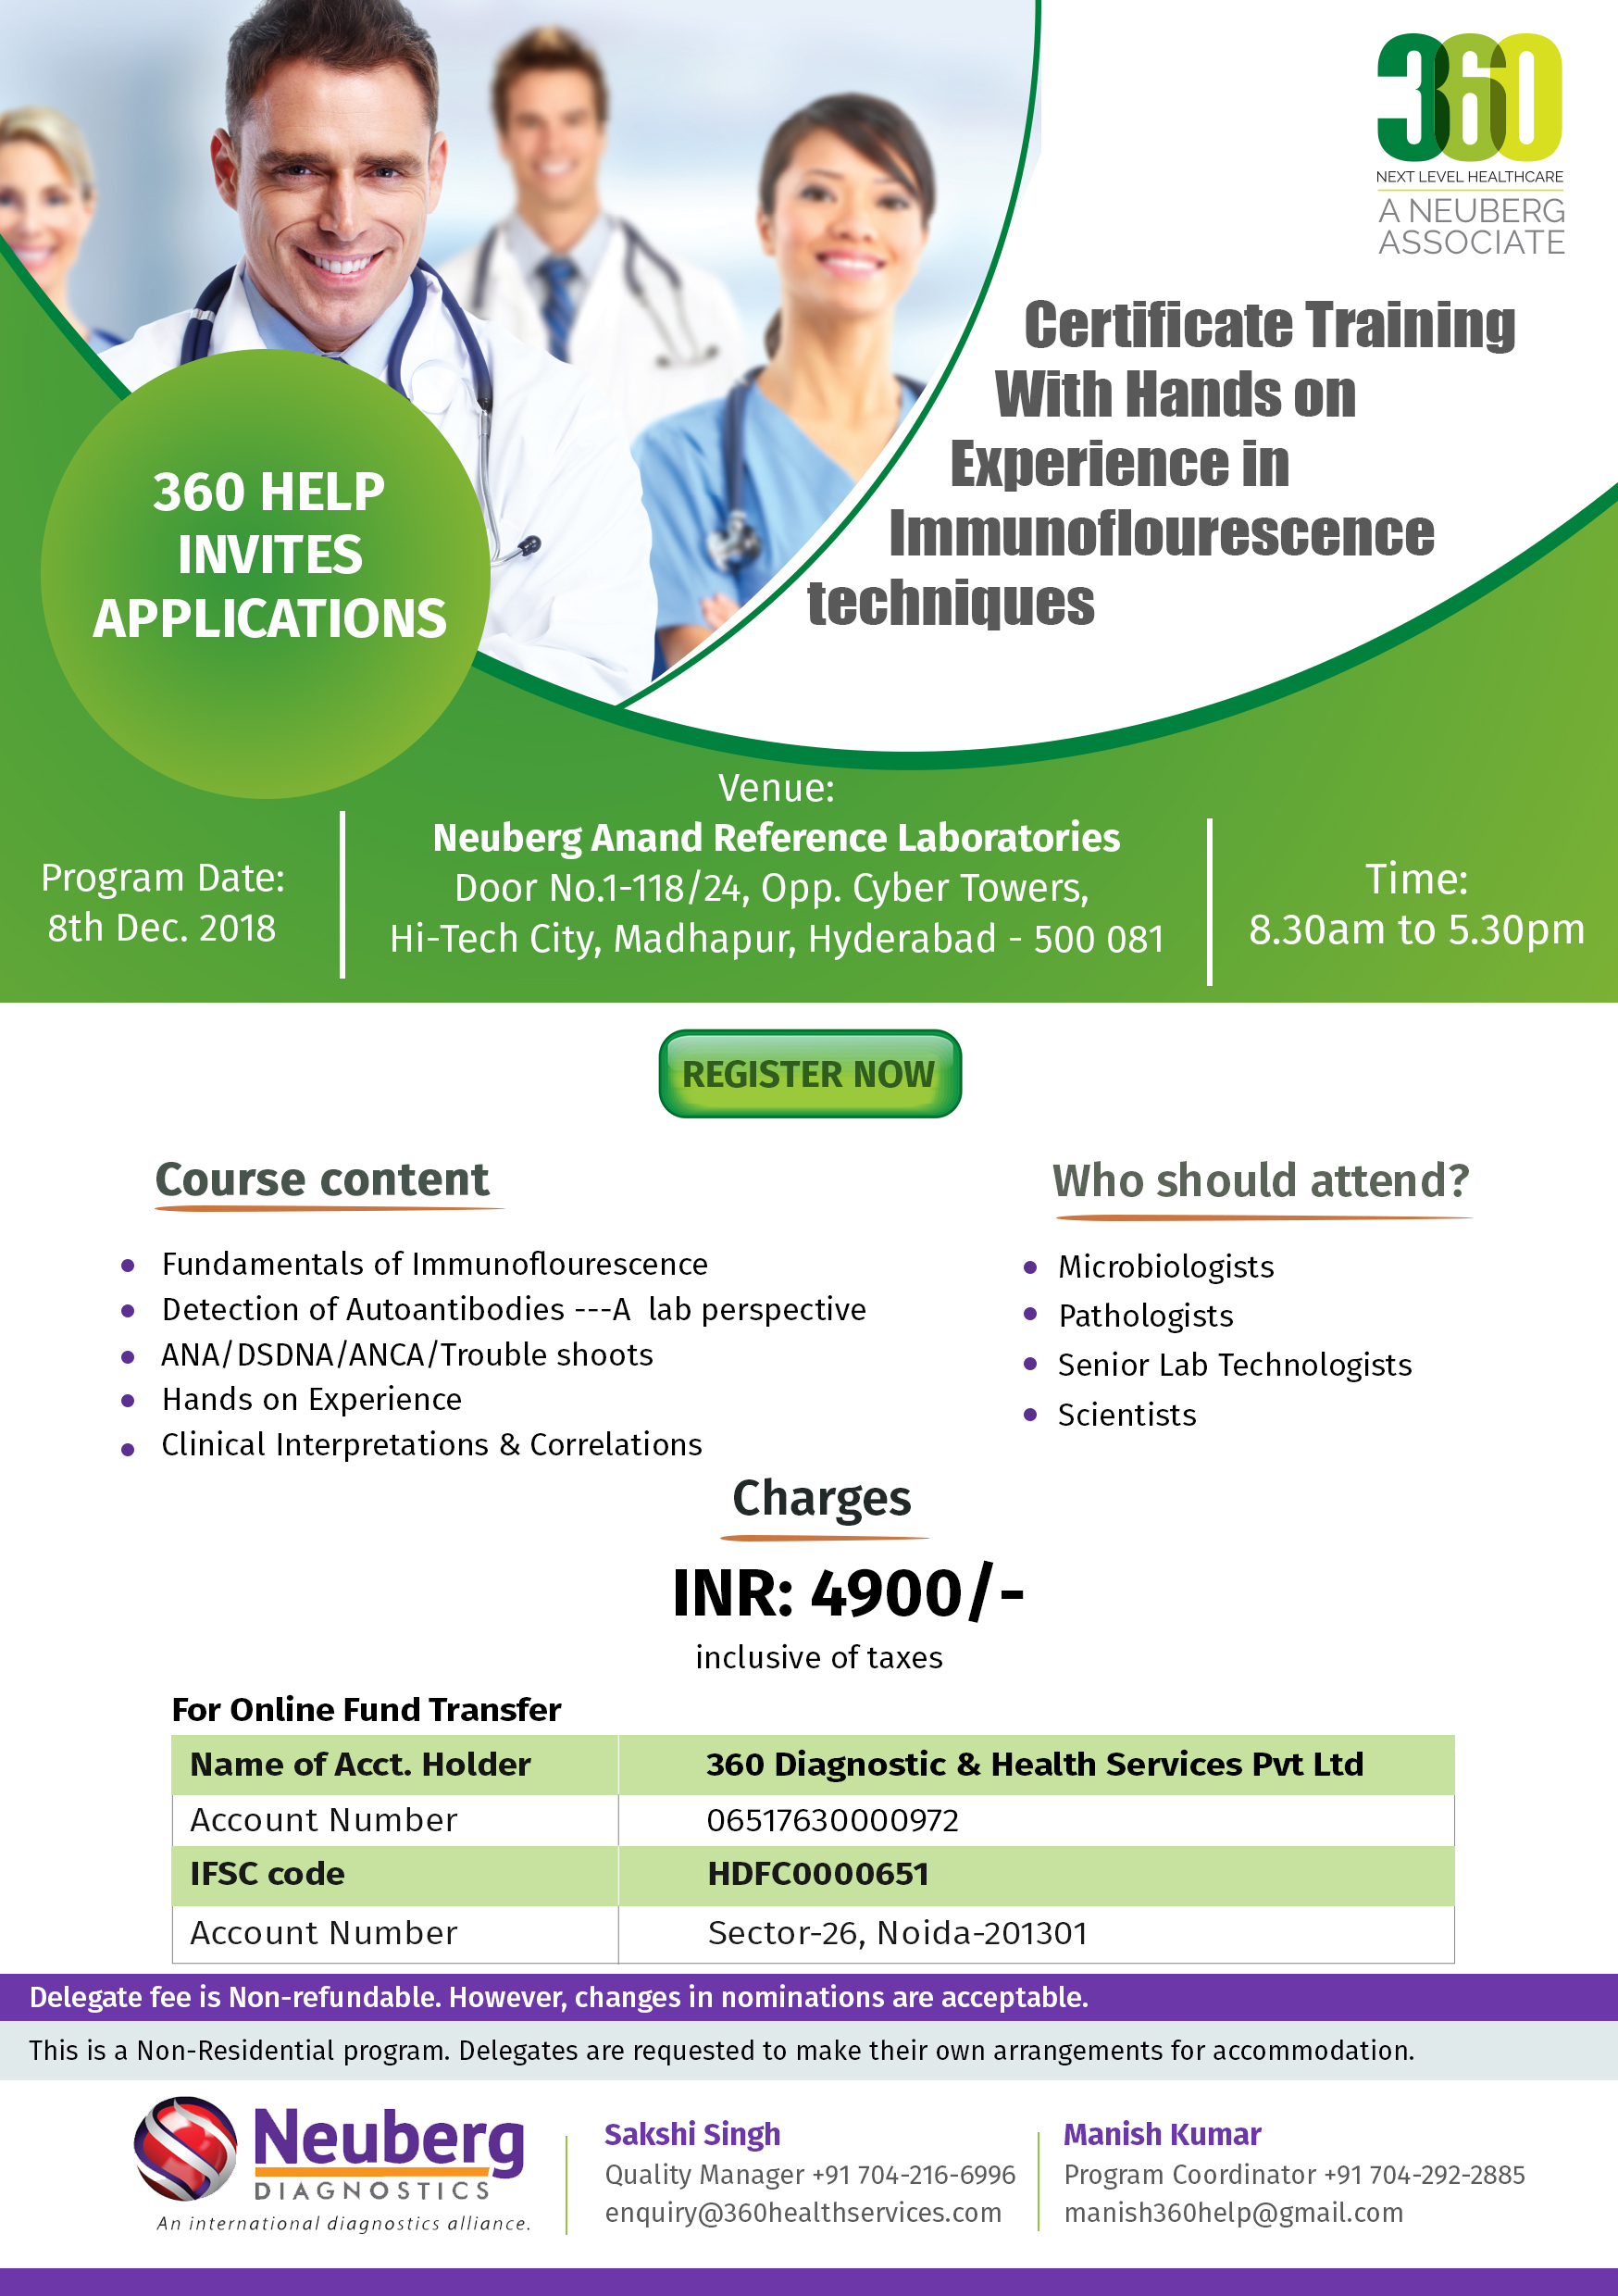 360
NEXT LEVEL HEALTHCARE
A NEUBERG
ASSOCIATE
Certificate Training
With Hands on
Experience in
Immunoflourescence
techniques
360 HELP
INVITES
APPLICATIONS
Program Date:
8th Dec. 2018
Venue:
Neuberg Anand Reference Laboratories
Door No.1-118/24, Opp. Cyber Towers,
Hi-Tech City, Madhapur, Hyderabad - 500 081
Time:
8.30am to 5.30pm
REGISTER NOW
Course content
Fundamentals of Immunoflourescence
Detection of Autoantibodies ---A lab perspective
ANA/DSDNA/ANCA/Trouble shoots
Hands on Experience
Clinical Interpretations & Correlations
Who should attend?
Microbiologists
Pathologists
Senior Lab Technologists
Scientists
Charges
INR: 4900/-
inclusive of taxes
For Online Fund Transfer
Name of Acct. Holder 360 Diagnostic & Health Services Pvt Ltd
Account Number 06517630000972
IFSC code HDFC0000651
Account Number Sector-26, Noida-201301
Delegate fee is Non-refundable. However, changes in nominations are acceptable.
This is a Non-Residential program. Delegates are requested to make their own arrangements for accommodation.
Neuberg
DIAGNOSTICS
An international diagnostics alliance.
Sakshi Singh
Quality Manager +91 704-216-6996
enquiry@360healthservices.com
Manish Kumar
Program Coordinator +91 704-292-2885
manish360help@gmail.com